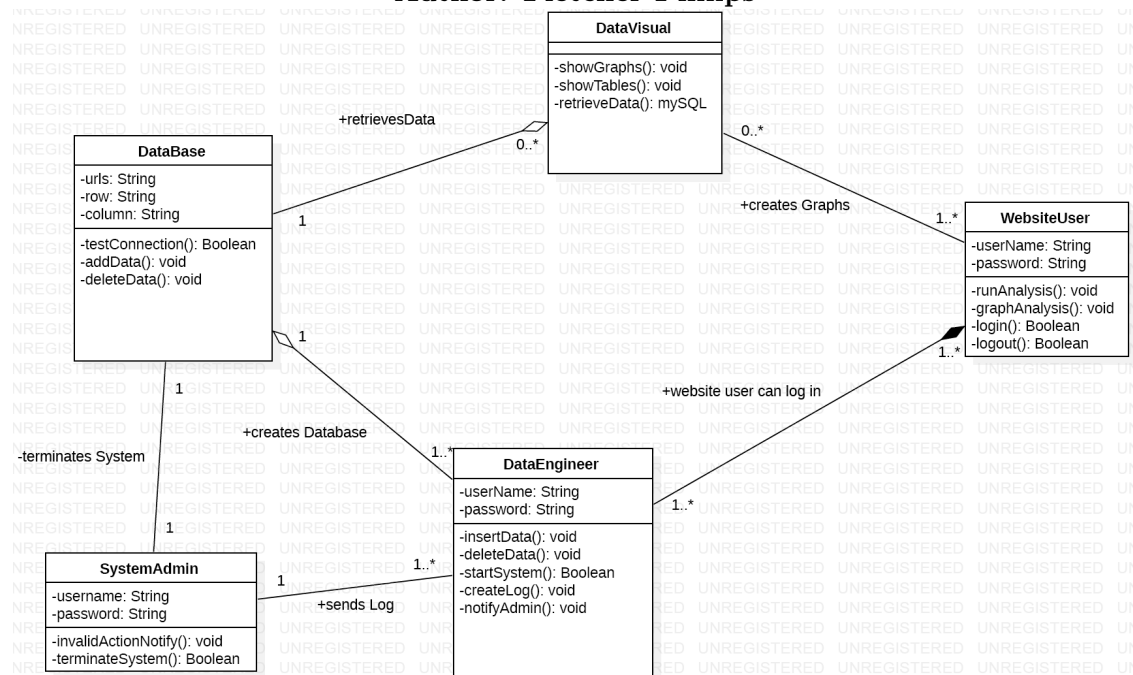 DataVisual
-showGraphs(): void
-showTables(): void
-retrieveData(): mySQL
+retrievesData
0..*
1
0..*
+creates Graphs
1..*
DataBase
-urls: String
-row: String
-column: String
-testConnection(): Boolean
-addData(): void
-deleteData(): void
WebsiteUser
-userName: String
-password: String
-runAnalysis(): void
-graphAnalysis(): void
-login(): Boolean
-logout(): Boolean
1
1..*
1
+website user can log in
+creates Database
1..*
-terminates System
DataEngineer
-userName: String
-password: String
-insertData(): void
-deleteData(): void
-startSystem(): Boolean
-createLog(): void
-notifyAdmin(): void
1..*
1
SystemAdmin
-username: String
-password: String
-invalidActionNotify(): void
-terminateSystem(): Boolean
1
1..*
+sends Log
UNREGISTERED